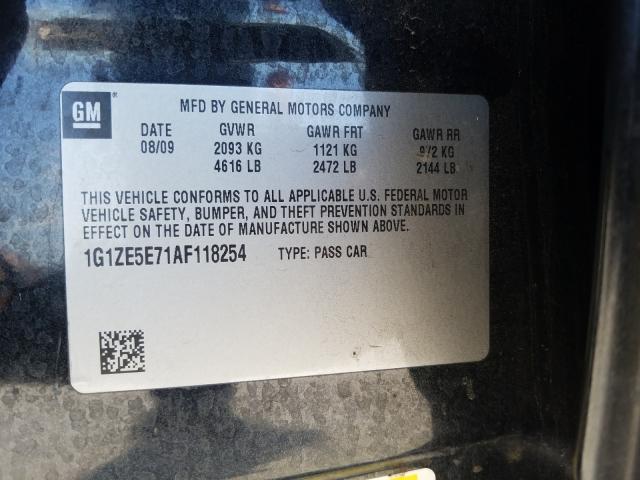 GM ® MFD BY GENERAL MOTORS COMPANY
DATE GVWR GAWR FRT GAWR RR
08/09 2093 KG 1121 KG 972 KG
4616 LB 2472 LB 2144 LB
THIS VEHICLE CONFORMS TO ALL APPLICABLE U.S. FEDERAL MOTOR
VEHICLE SAFETY, BUMPER, AND THEFT PREVENTION STANDARDS IN
EFFECT ON THE DATE OF MANUFACTURE SHOWN ABOVE.
1G1ZE5E71AF118254 TYPE: PASS CAR